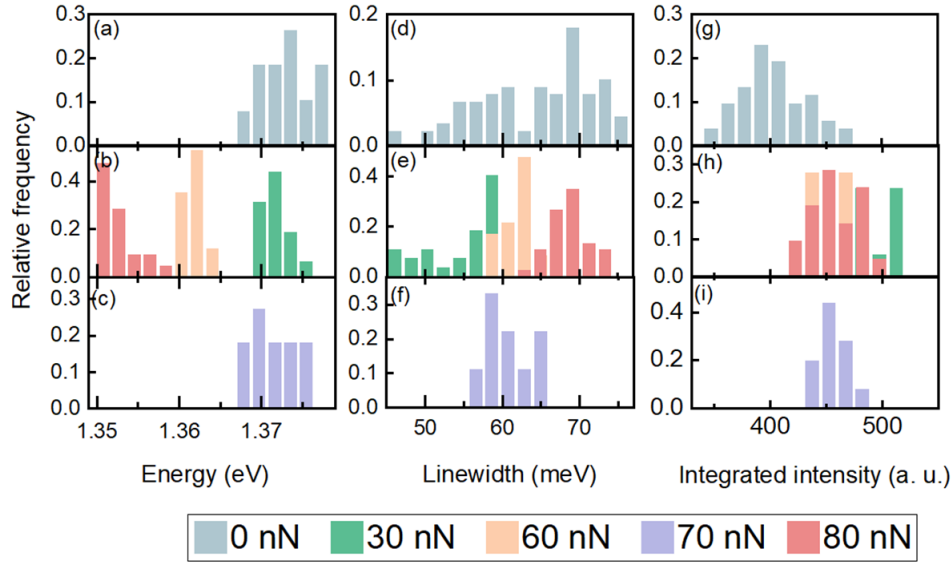 (a)
0.3
0.2
0.1
0.0
(d)
0.2
0.1
0.0
(g)
0.3
0.2
0.1
0.0
Relative frequency
(b)
0.4
0.2
0.0
(e)
0.4
0.2
0.0
(h)
0.3
0.2
0.1
0.0
(c)
0.3
0.2
0.1
0.0
(f)
0.3
0.2
0.1
0.0
(i)
0.4
0.2
0.0
1.35 1.36 1.37
50 60 70
400 500
Energy (eV)
Linewidth (meV)
Integrated intensity (a. u.)
0 nN 30 nN 60 nN 70 nN 80 nN